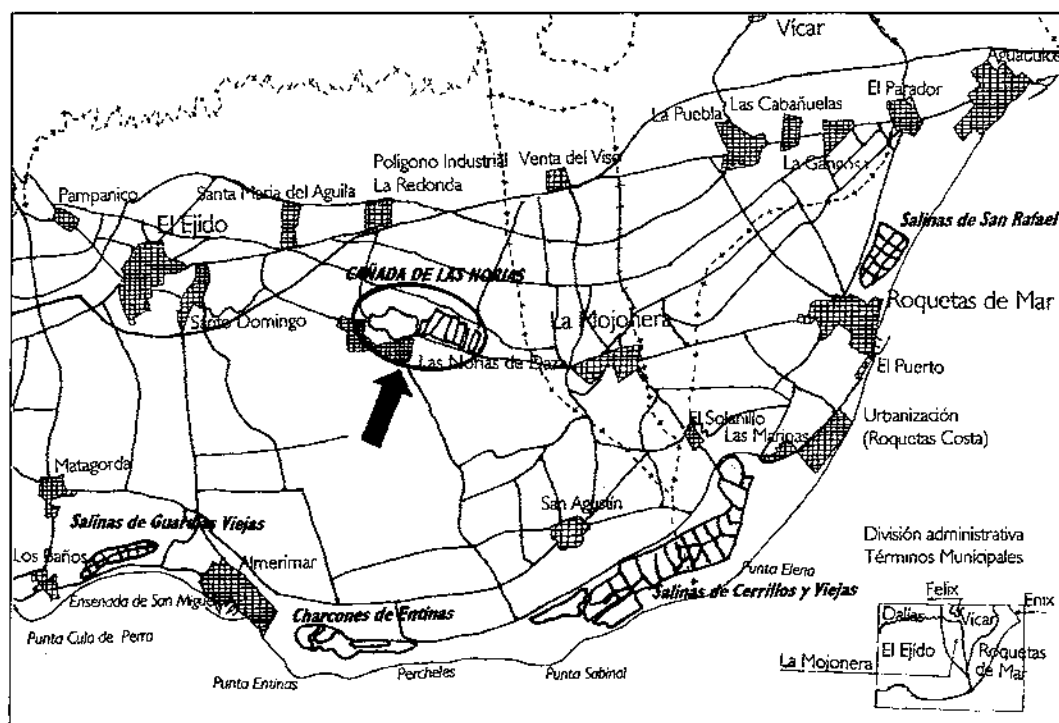 Vícar
Aguadulce
El Parador
Las Cabañuelas
La Puebla
La Gangosa
Venta del Viso
Polígono Industrial
La Redonda
Santa Maria del Aguila
Pampanico
El Ejido
Salinas de San Rafael
CAÑADA DE LAS NORIAS
Roquetas de Mar
Santo Domingo
La Mojonera
Las Norias de Daza
El Puerto
El Solanillo
Las Marinas
Urbanización
(Roquetas Costa)
Matagorda
San Agustín
Salinas de Guardias Viejas
Los Baños
Almerimar
División administrativa
Términos Municipales
Punta Elena
Salinas de Cerrillos y Viejas
Ensenada de San Miguel
Charcones de Entinas
Punta Culo de Perro
Percheles
Punta Sabinal
Punta Entinas
Felix
Enix
Dalías
Vícar
El Ejído
Roquetas
de Mar
La Mojonera